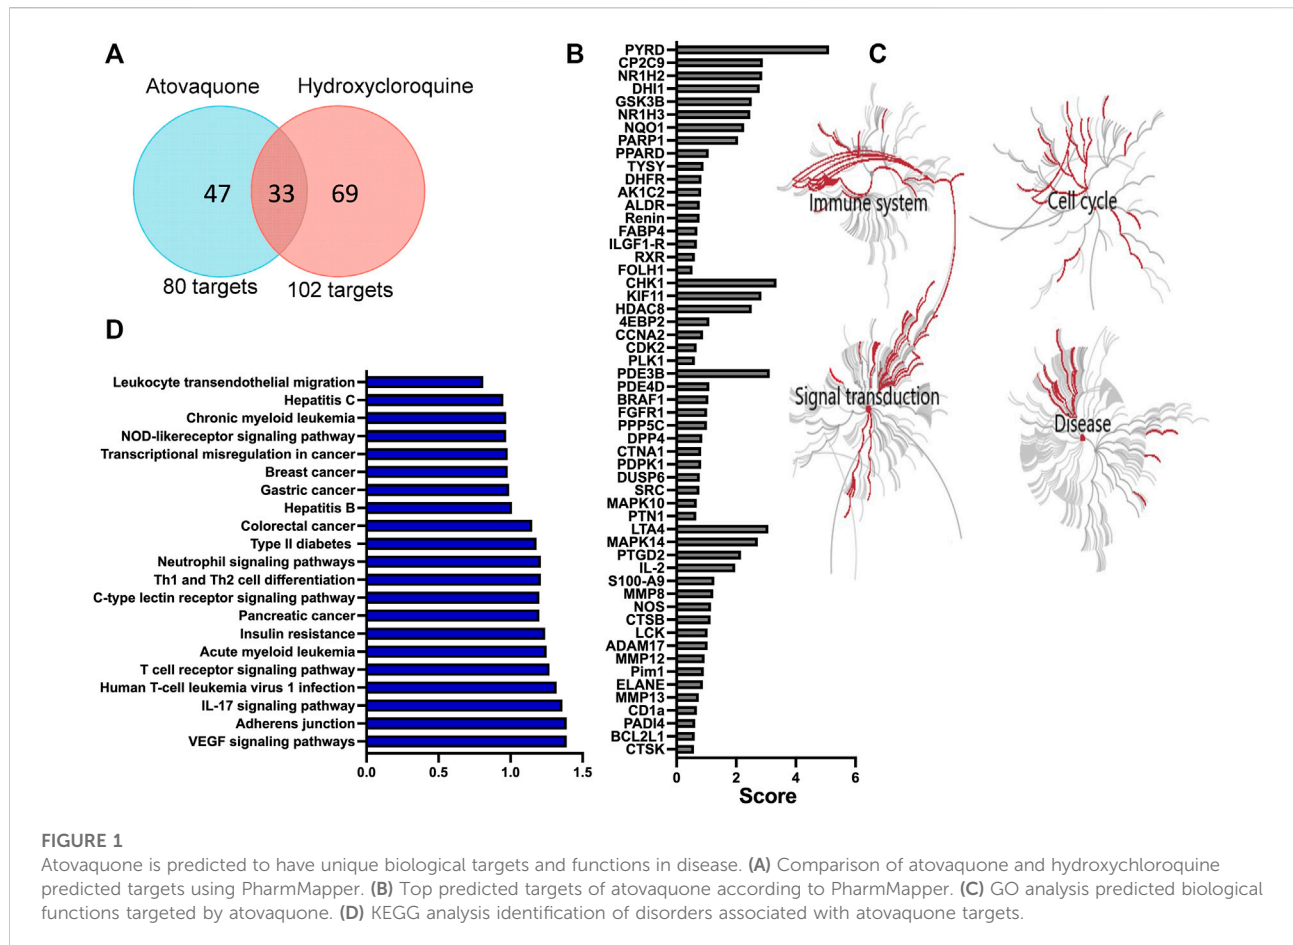 A
Atovaquone
Hydroxycloroquine
47
33
69
80 targets
102 targets
B
PYRD
CP2C9
NR1H2
DHI1
GSK3B
NR1H3
NQO1
PARP1
PPARD
TYSY
DHFR
AK1C2
ALDR
Renin
FABP4
ILGF1-R
RXR
FOLH1
CHK1
KIF11
HDAC8
4EBP2
CCNA2
CDK2
PLK1
PDE3B
PDE4D
BRAF1
FGFR1
PPP5C
DPP4
CTNA1
PDPK1
DUSP6
SRC
MAPK10
PTN1
LTA4
MAPK14
PTGD2
IL-2
S100-A9
MMP8
NOS
CTSB
LCK
ADAM17
MMP12
Pim1
ELANE
MMP13
CD1a
PADI4
BCL2L1
CTSK
0 2 4 6
Score
C
Immune system
Cell cycle
Signal transduction
Disease
D
Leukocyte transendothelial migration
Hepatitis C
Chronic myeloid leukemia
NOD-likereceptor signaling pathway
Transcriptional misregulation in cancer
Breast cancer
Gastric cancer
Hepatitis B
Colorectal cancer
Type II diabetes
Neutrophil signaling pathways
Th1 and Th2 cell differentiation
C-type lectin receptor signaling pathway
Pancreatic cancer
Insulin resistance
Acute myeloid leukemia
T cell receptor signaling pathway
Human T-cell leukemia virus 1 infection
IL-17 signaling pathway
Adherens junction
VEGF signaling pathways
0.0 0.5 1.0 1.5
FIGURE 1
Atovaquone is predicted to have unique biological targets and functions in disease. (A) Comparison of atovaquone and hydroxychloroquine
predicted targets using PharmMapper. (B) Top predicted targets of atovaquone according to PharmMapper. (C) GO analysis predicted biological
functions targeted by atovaquone. (D) KEGG analysis identification of disorders associated with atovaquone targets.